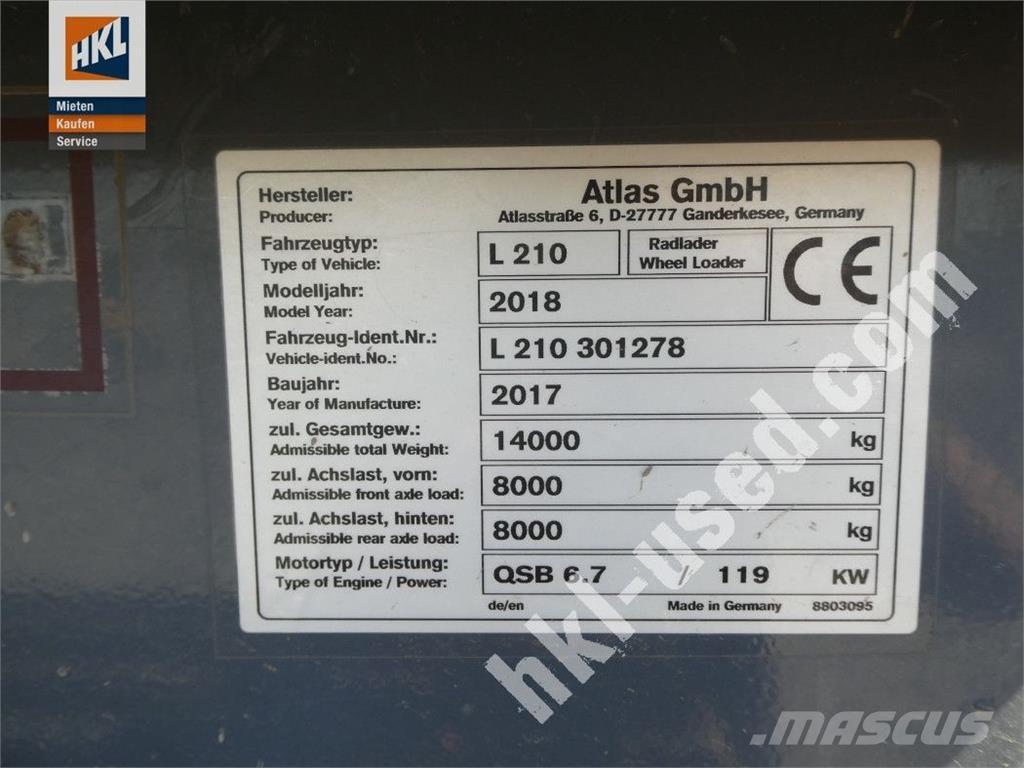 HKL
Mieten
Kaufen
Service
Hersteller: Atlas GmbH
Producer: Atlasstraße 6, D-27777 Ganderkesee, Germany
Fahrzeugtyp: L 210 Radlader
Type of Vehicle: Wheel Loader CE
Modelljahr: 2018
Model Year:
Fahrzeug-Ident.Nr.: L 210 301278
Vehicle-ident.No.:
Baujahr: 2017
Year of Manufacture:
zul. Gesamtgew.: 14000 kg
Admissible total Weight:
zul. Achslast, vorn: 8000 kg
Admissible front axle load:
zul. Achslast, hinten: 8000 kg
Admissible rear axle load:
Motortyp / Leistung: QSB 6.7 / 119 KW
Type of Engine / Power:
de/en Made in Germany 8803095
hkl-used.com
MASCUS